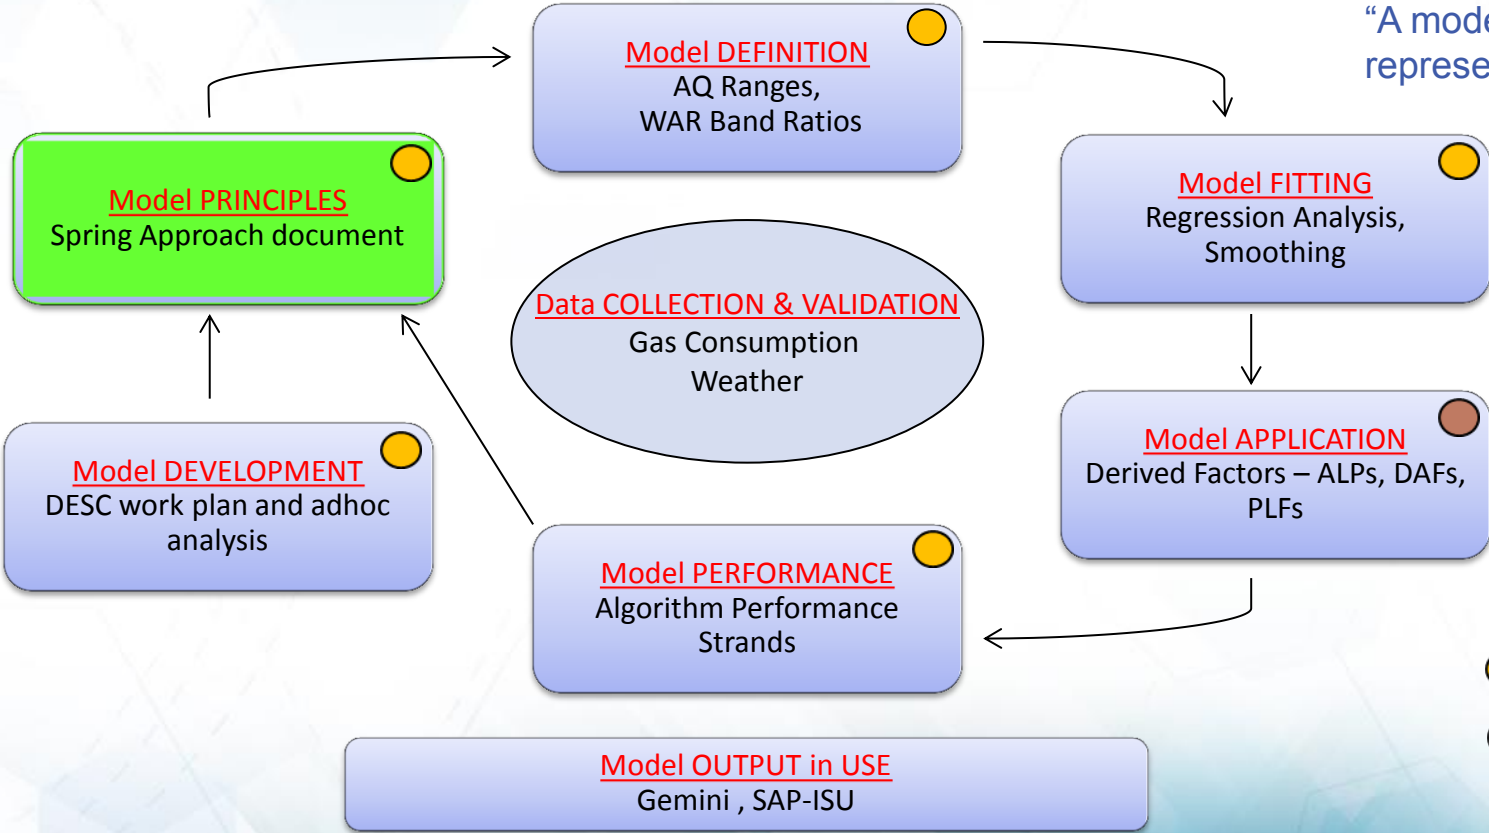 Model DEFINITION
AQ Ranges,
WAR Band Ratios
“A mode
represe
Model PRINCIPLES
Spring Approach document
Model FITTING
Regression Analysis,
Smoothing
Data COLLECTION & VALIDATION
Gas Consumption
Weather
Model DEVELOPMENT
DESC work plan and adhoc
analysis
Model APPLICATION
Derived Factors – ALPs, DAFs,
PLFs
Model PERFORMANCE
Algorithm Performance
Strands
Model OUTPUT in USE
Gemini , SAP-ISU